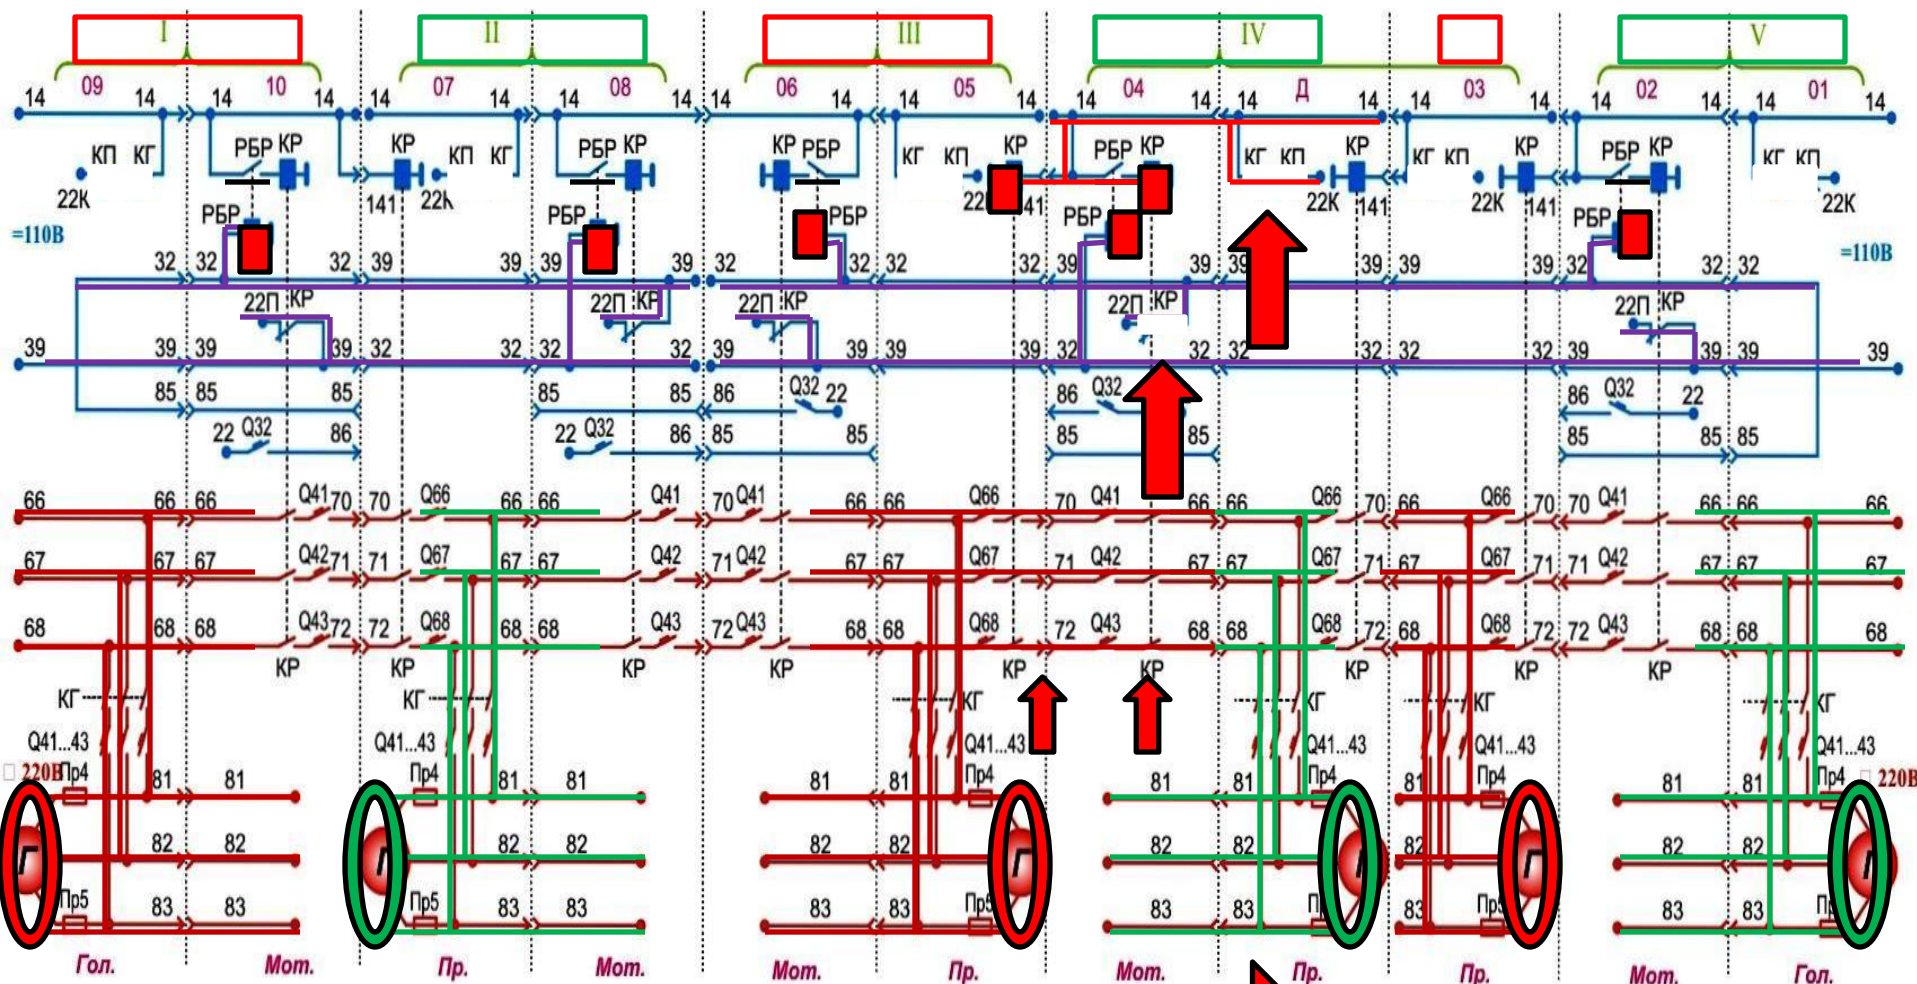 I II III IV V
09 10 07 08 06 05 04 Д 03 02 01
14 14 14 14 14 14 14 14 14 14 14 14 14 14 14 14 14 14 14 14 14 14
КП КГ РБР КР КП КГ РБР КР КР РБР КГ КП КР РБР КР КГ КП КР КГ КП КР РБР КР КГ КП
22К 141 22К 22 141 22К 141 22К 141 22К
РБР РБР РБР РБР РБР
=110В =110В
32 32 32 39 39 39 39 32 32 32 32 39 39 39 39 39 39 32 32 32 32
22П КР 22П КР 22П КР 22П КР 22П КР
39 39 39 39 32 32 32 32 39 39 39 39 32 32 32 32 32 32 39 39 39 39
85 85 85 85 85 86 Q32 22 86 Q32 86 Q32 22
22 Q32 86 22 Q32 86 85 85 85 85 85 85 85
66 66 66 Q41 70 70 Q66 66 66 Q41 70 Q41 66 66 Q66 70 Q41 66 66 Q66 70 66 Q66 70 Q41 66 66 66
67 67 67 Q42 71 71 Q67 67 67 Q42 71 Q42 67 67 Q67 71 Q42 67 67 Q67 71 67 Q67 71 71 Q42 67 67 67
68 68 68 Q43 72 72 Q68 68 68 Q43 72 Q43 68 68 Q68 72 Q43 68 68 Q68 72 68 Q68 72 72 Q43 68 68 68
КР КР КР КР КР КР КР КР КР
КГ КГ КГ КГ КГ КГ
Q41...43 Q41...43 Q41...43 Q41...43 Q41...43 Q41...43
220В Пр4 81 81 Пр4 81 81 81 81 Пр4 81 81 Пр4 81 Пр4 81 81 Пр4 220В
Г 82 82 Г 82 82 82 82 Г 82 82 Г 82 Г 82 82 Г
Пр5 83 83 Пр5 83 83 83 83 Пр5 83 83 83 83 83
Гол. Мот. Пр. Мот. Мот. Пр. Мот. Пр. Пр. Мот. Гол.